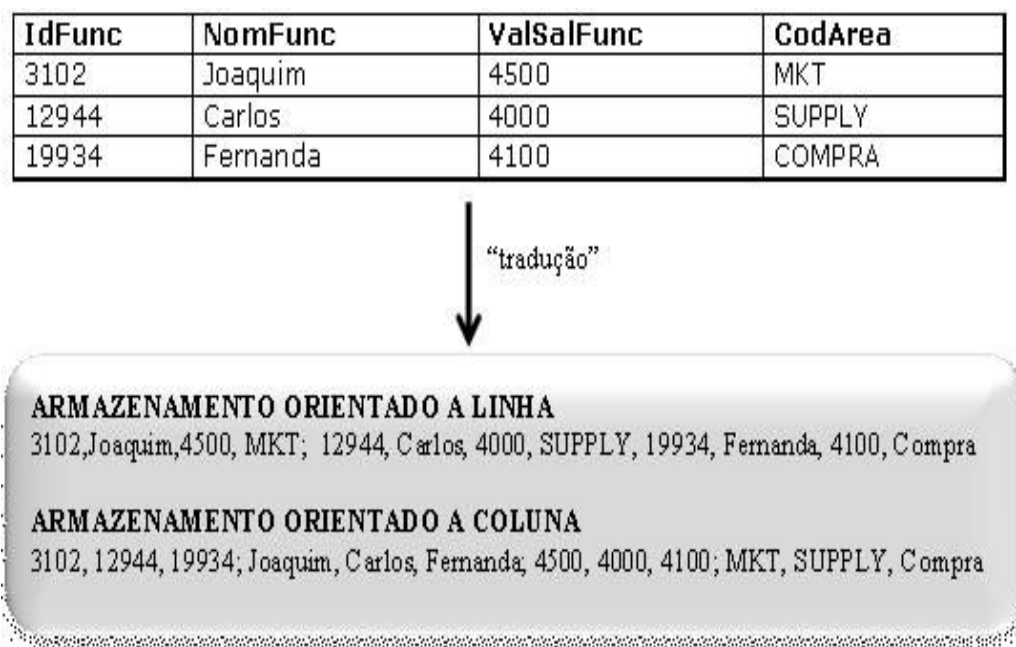 IdFunc NomFunc ValSalFunc CodArea
3102 Joaquim 4500 MKT
12944 Carlos 4000 SUPPLY
19934 Fernanda 4100 COMPRA
“tradução”
ARMAZENAMENTO ORIENTADO A LINHA
3102,Joaquim,4500, MKT; 12944, Carlos, 4000, SUPPLY, 19934, Fernanda, 4100, Compra
ARMAZENAMENTO ORIENTADO A COLUNA
3102, 12944, 19934; Joaquim, Carlos, Fernanda; 4500, 4000, 4100; MKT, SUPPLY, Compra